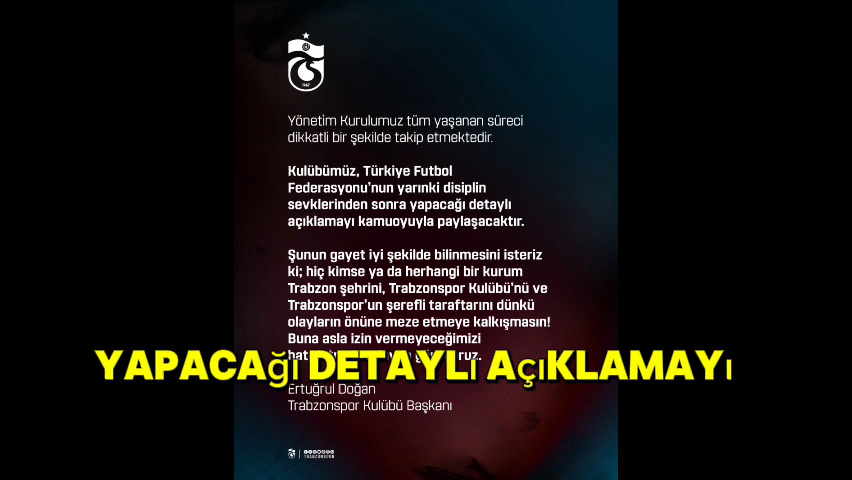 1967
Yönetim Kurulumuz tüm yaşanan süreci
dikkatli bir şekilde takip etmektedir.
Kulübümüz, Türkiye Futbol
Federasyonu'nun yarınki disiplin
sevklerinden sonra yapacağı detaylı
açıklamayı kamuoyuyla paylaşacaktır.
Şunun gayet iyi şekilde bilinmesini isteriz
ki; hiç kimse ya da herhangi bir kurum
Trabzon şehrini, Trabzonspor Kulübü'nü ve
Trabzonspor'un şerefli taraftarını dünkü
olayların önüne meze etmeye kalkışmasın!
Buna asla izin vermeyeceğimizi
YAPACAğı DETAYLı AçıKLAMAYı
Ertuğrul Doğan
Trabzonspor Kulübü Başkanı